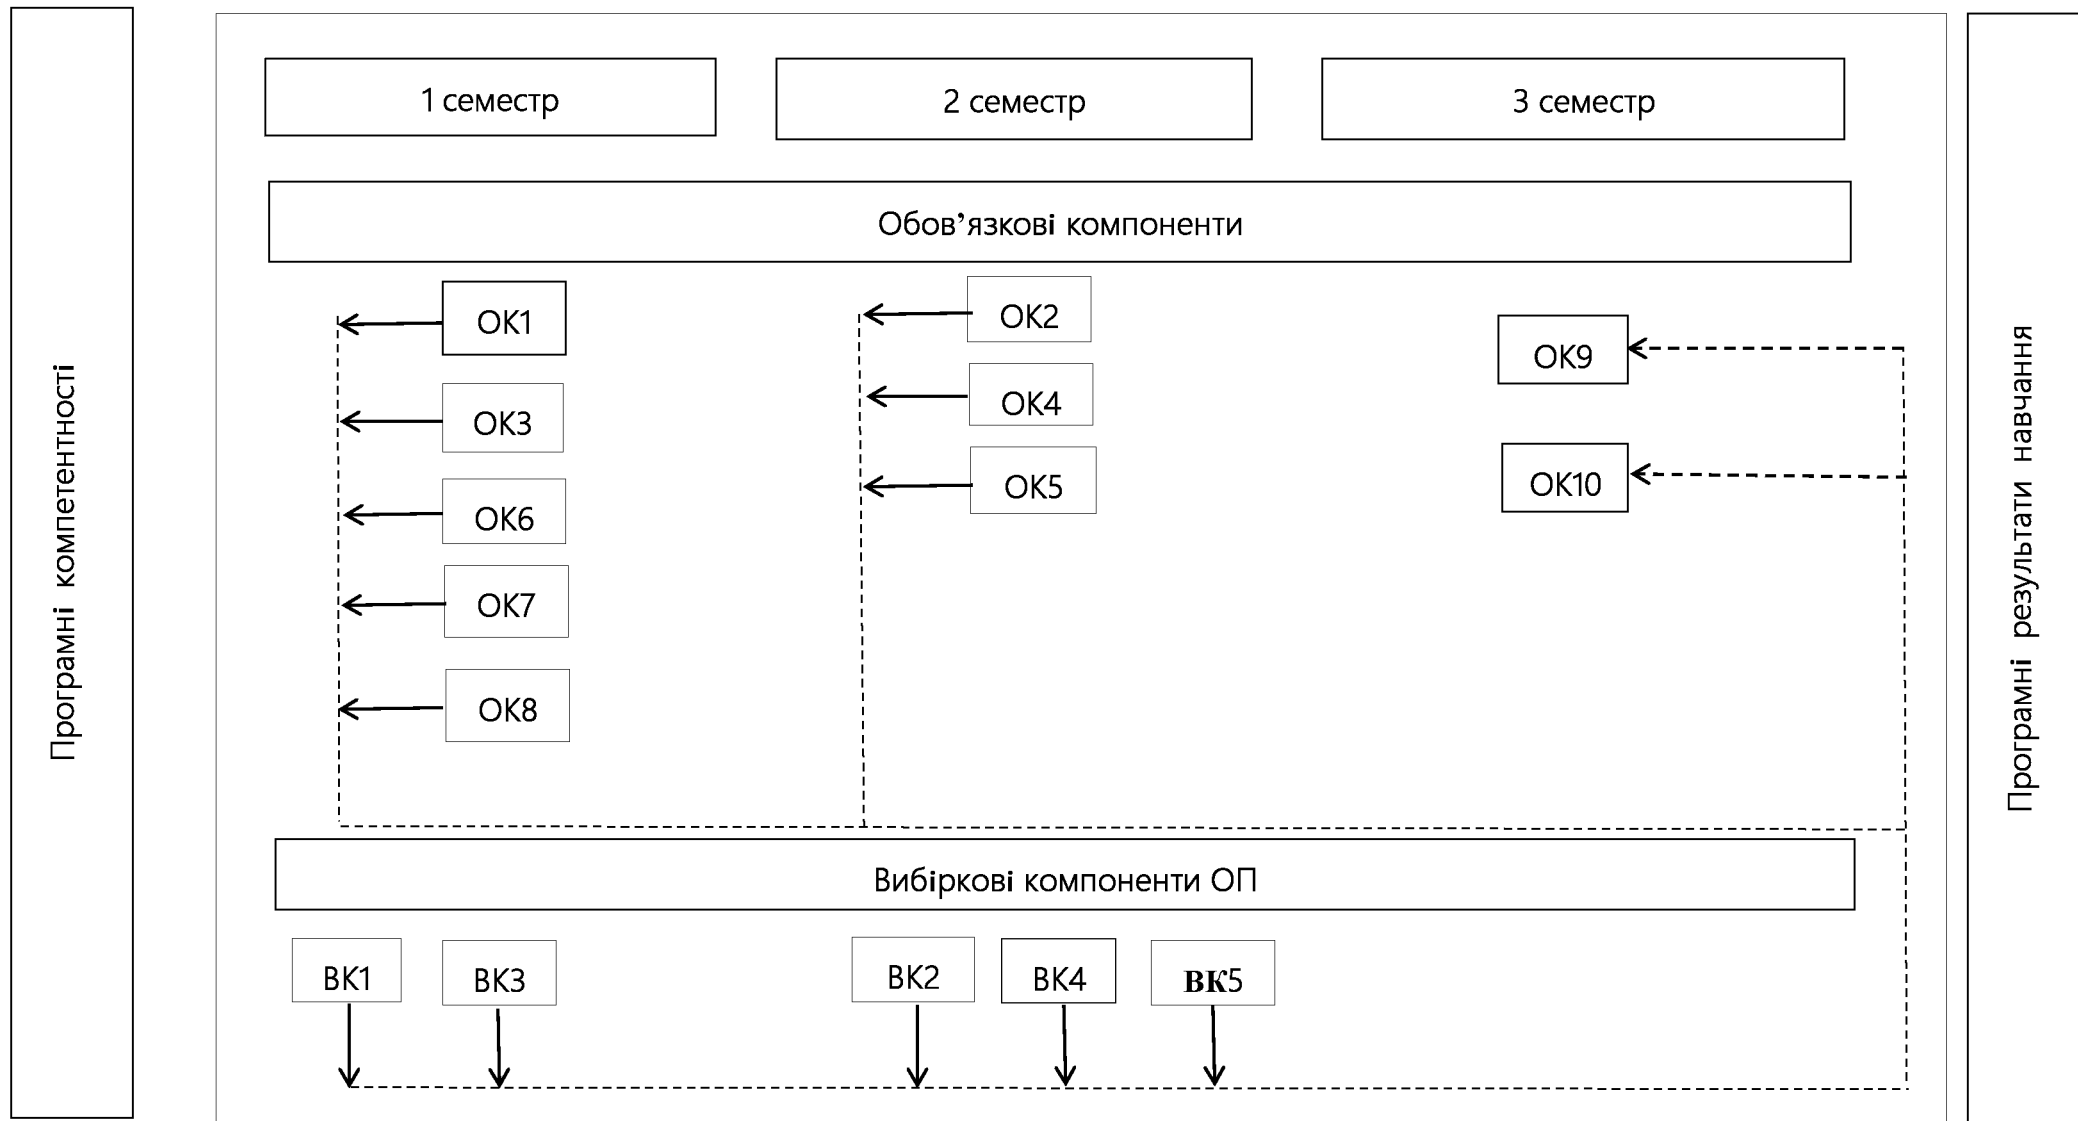 Програмні компетентності
1 семестр
2 семестр
3 семестр
Обов’язкові компоненти
ОК1
ОК2
ОК9
ОК3
ОК4
ОК10
ОК6
ОК5
ОК7
ОК8
Вибіркові компоненти ОП
ВК1
ВК3
ВК2
ВК4
ВК5
Програмні результати навчання